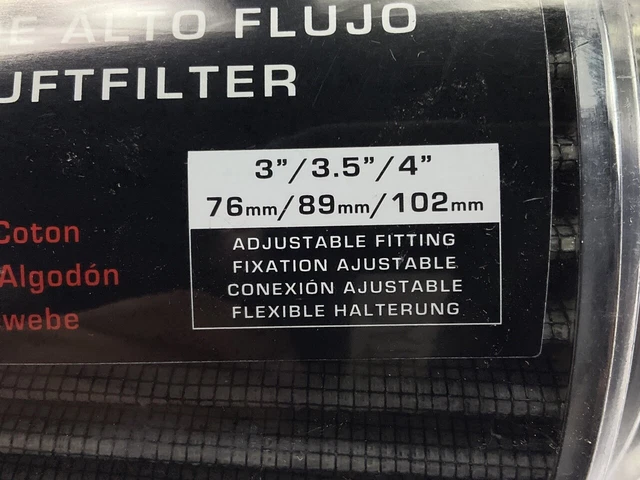 ALTO FLUJO
UFTFILTER
3"/3.5"/4"
76mm/89mm/102mm
ADJUSTABLE FITTING
FIXATION AJUSTABLE
CONEXIÓN AJUSTABLE
FLEXIBLE HALTERUNG
Coton
Algodón
webe